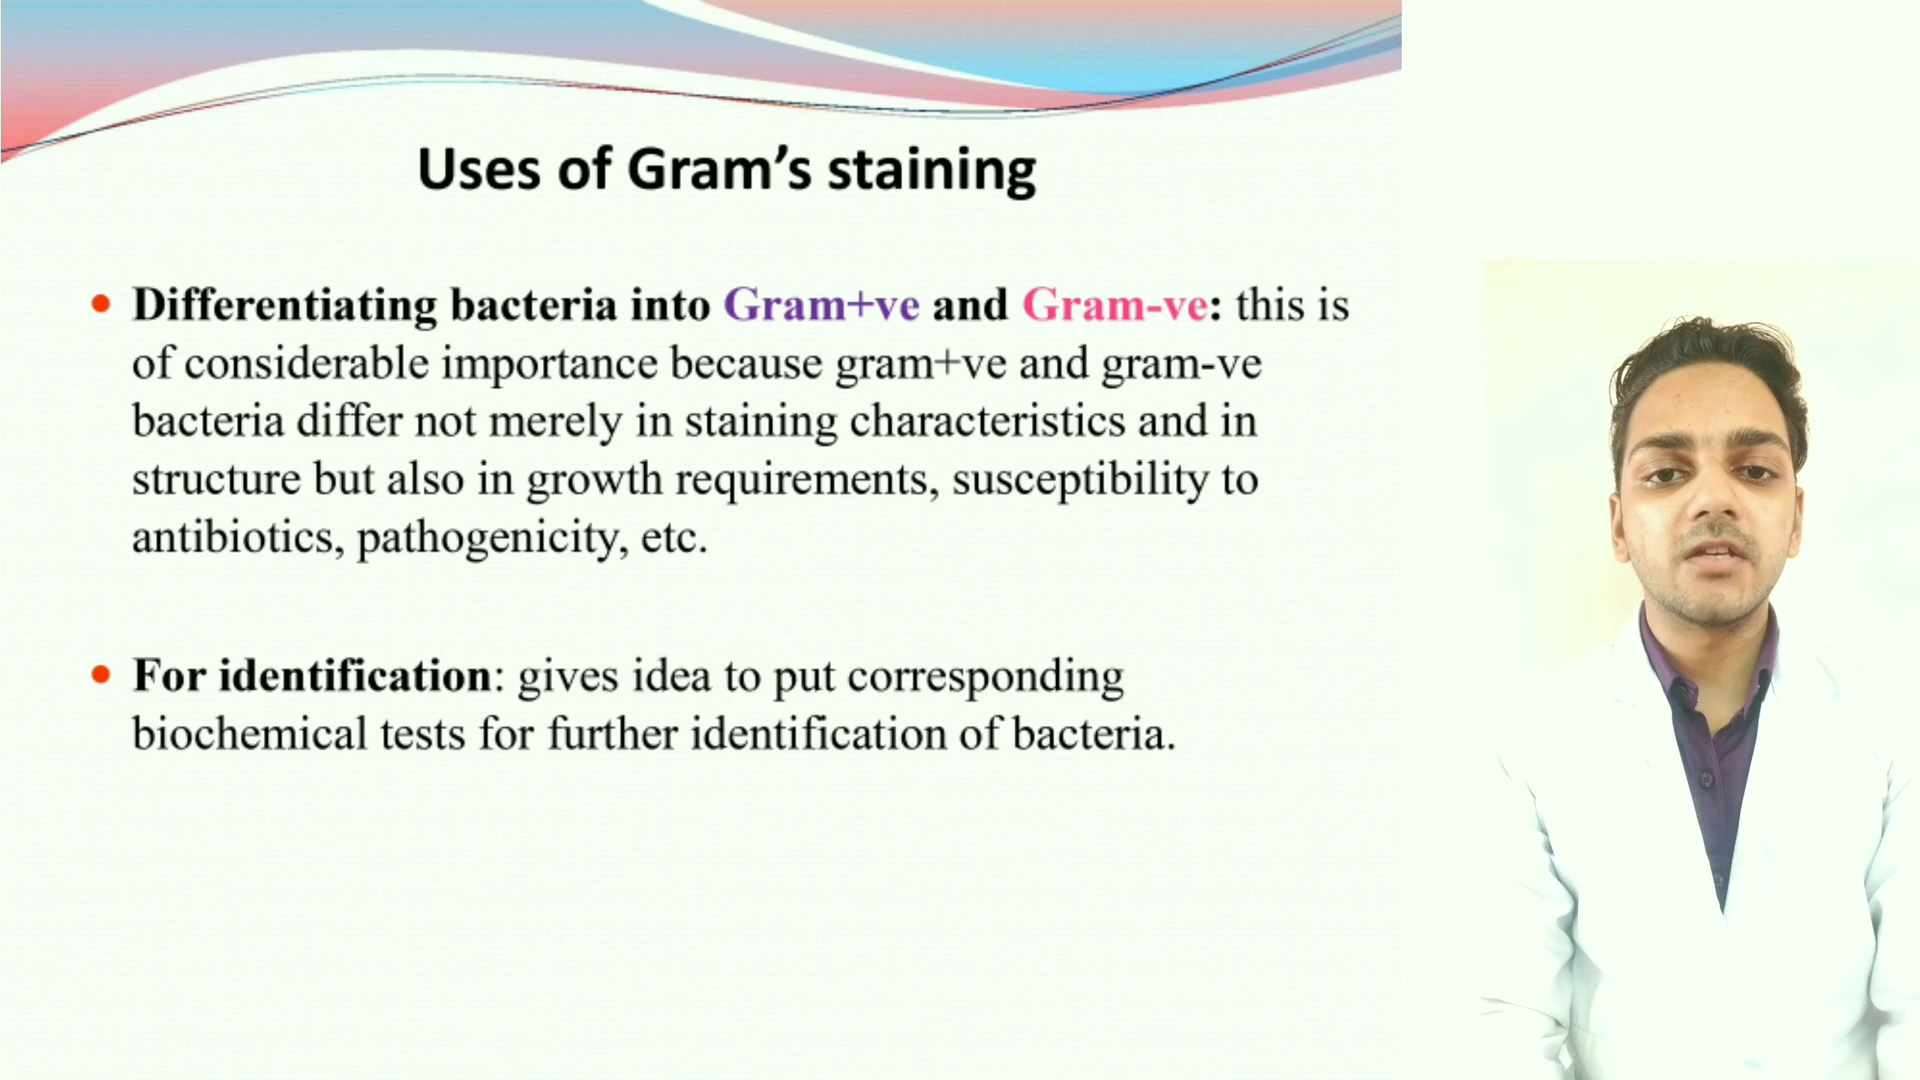 Uses of Gram’s staining
Differentiating bacteria into Gram+ve and Gram-ve: this is
of considerable importance because gram+ve and gram-ve
bacteria differ not merely in staining characteristics and in
structure but also in growth requirements, susceptibility to
antibiotics, pathogenicity, etc.
For identification: gives idea to put corresponding
biochemical tests for further identification of bacteria.